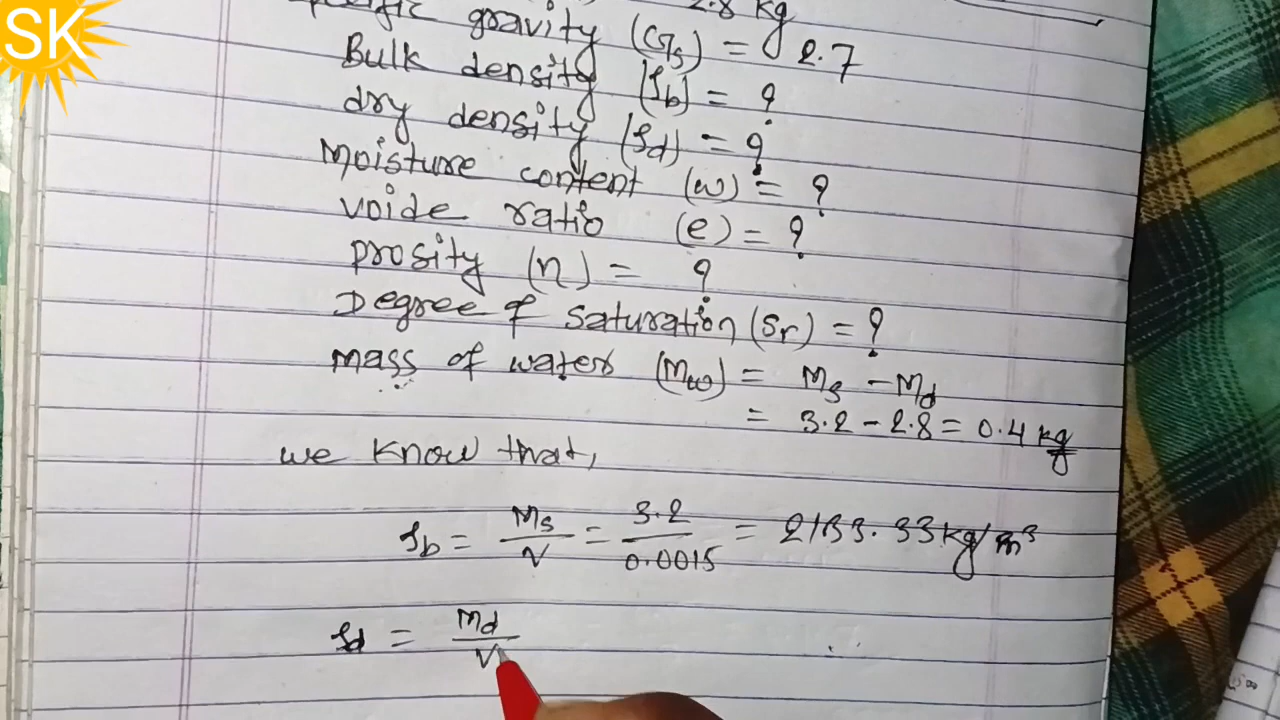 SK
2.8 kg
gravity (Gs) = 2.7
Bulk density (ρb) = ?
dry density (ρd) = ?
Moisture content (ω) = ?
voide ratio (e) = ?
prosity (n) = ?
Degree of saturation (Sr) = ?
mass of waters (Mω) = Ms - Md
= 3.2 - 2.8 = 0.4 kg
we know that,
ρb = Ms/V = 3.2/0.0015 = 2133.33 kg/m³
ρd = Md/V